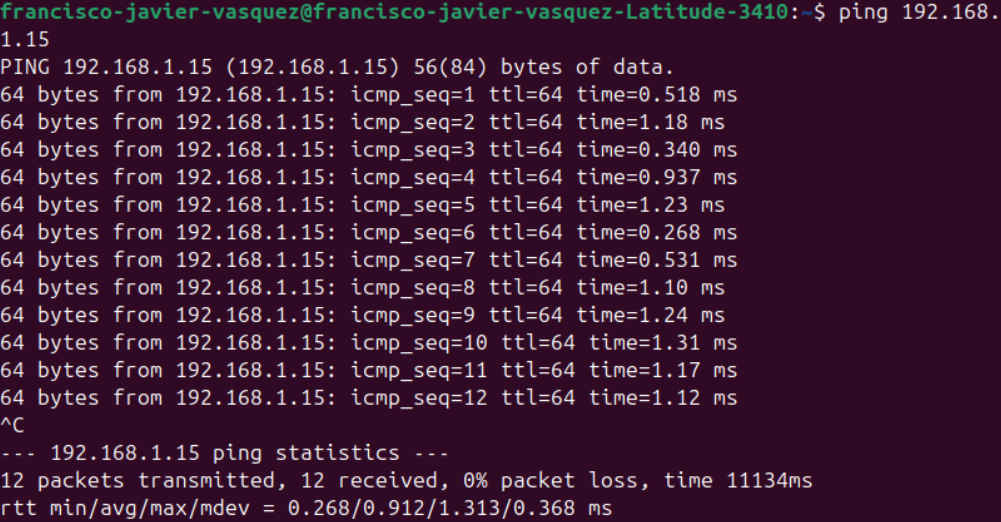 francisco-javier-vasquez@francisco-javier-vasquez-Latitude-3410:~$ ping 192.168.
1.15
PING 192.168.1.15 (192.168.1.15) 56(84) bytes of data.
64 bytes from 192.168.1.15: icmp_seq=1 ttl=64 time=0.518 ms
64 bytes from 192.168.1.15: icmp_seq=2 ttl=64 time=1.18 ms
64 bytes from 192.168.1.15: icmp_seq=3 ttl=64 time=0.340 ms
64 bytes from 192.168.1.15: icmp_seq=4 ttl=64 time=0.937 ms
64 bytes from 192.168.1.15: icmp_seq=5 ttl=64 time=1.23 ms
64 bytes from 192.168.1.15: icmp_seq=6 ttl=64 time=0.268 ms
64 bytes from 192.168.1.15: icmp_seq=7 ttl=64 time=0.531 ms
64 bytes from 192.168.1.15: icmp_seq=8 ttl=64 time=1.10 ms
64 bytes from 192.168.1.15: icmp_seq=9 ttl=64 time=1.24 ms
64 bytes from 192.168.1.15: icmp_seq=10 ttl=64 time=1.31 ms
64 bytes from 192.168.1.15: icmp_seq=11 ttl=64 time=1.17 ms
64 bytes from 192.168.1.15: icmp_seq=12 ttl=64 time=1.12 ms
^C
--- 192.168.1.15 ping statistics ---
12 packets transmitted, 12 received, 0% packet loss, time 11134ms
rtt min/avg/max/mdev = 0.268/0.912/1.313/0.368 ms